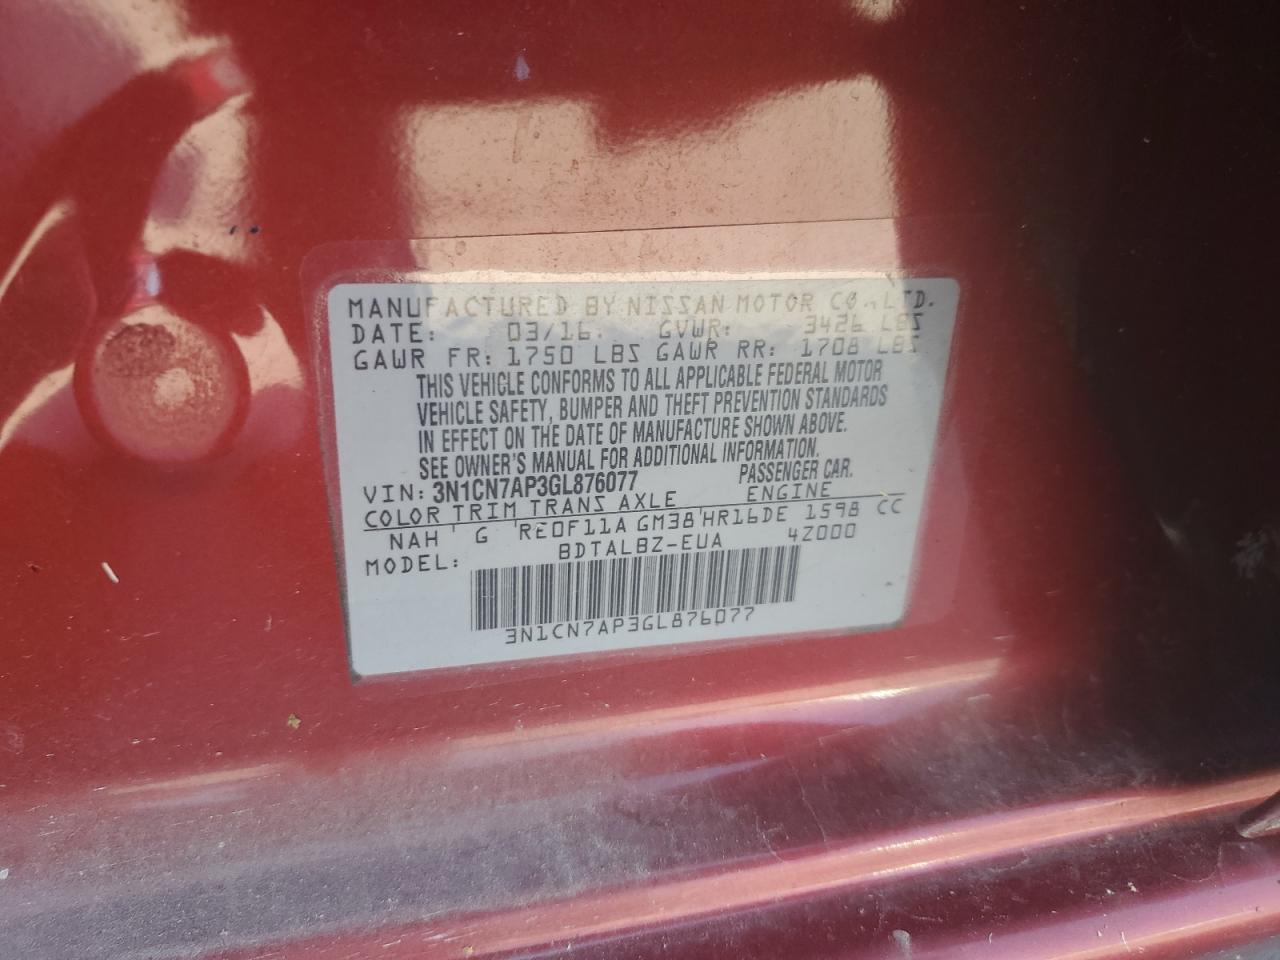 MANUFACTURED BY NISSAN MOTOR CO., LTD.
DATE: 03/16. GVWR: 3426 LBS
GAWR FR: 1750 LBS GAWR RR: 1708 LBS
THIS VEHICLE CONFORMS TO ALL APPLICABLE FEDERAL MOTOR
VEHICLE SAFETY, BUMPER AND THEFT PREVENTION STANDARDS
IN EFFECT ON THE DATE OF MANUFACTURE SHOWN ABOVE.
SEE OWNER'S MANUAL FOR ADDITIONAL INFORMATION.
VIN: 3N1CN7AP3GL876077 PASSENGER CAR.
COLOR TRIM TRANS AXLE ENGINE
NAH G RE0F11A GM38 HR16DE 1598 CC
MODEL: BDTALBZ-EUA 4Z000
3N1CN7AP3GL876077